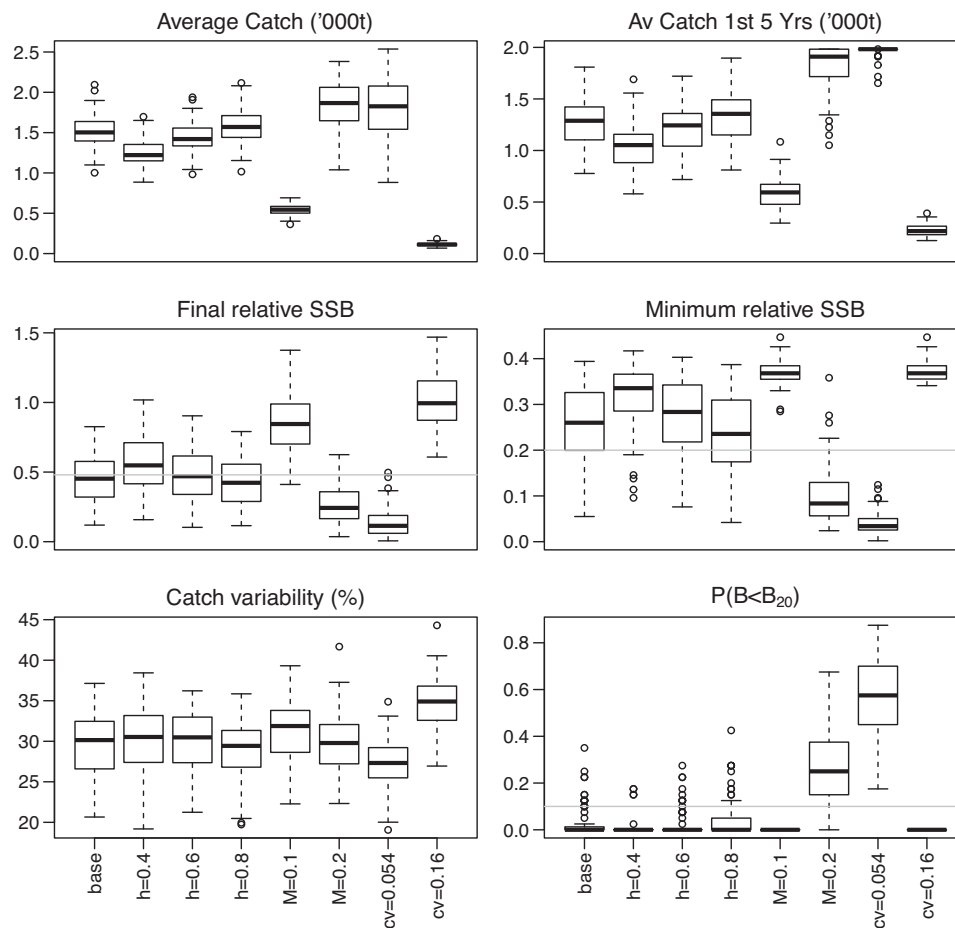 Average Catch ('000t)
Av Catch 1st 5 Yrs ('000t)
2.5
2.0
1.5
1.0
0.5
0.0
2.0
1.5
1.0
0.5
0.0
Final relative SSB
Minimum relative SSB
1.5
1.0
0.5
0.0
0.4
0.3
0.2
0.1
0.0
Catch variability (%)
P(B<B₂₀)
45
40
35
30
25
20
0.8
0.6
0.4
0.2
0.0
base
h=0.4
h=0.6
h=0.8
M=0.1
M=0.2
cv=0.054
cv=0.16
base
h=0.4
h=0.6
h=0.8
M=0.1
M=0.2
cv=0.054
cv=0.16